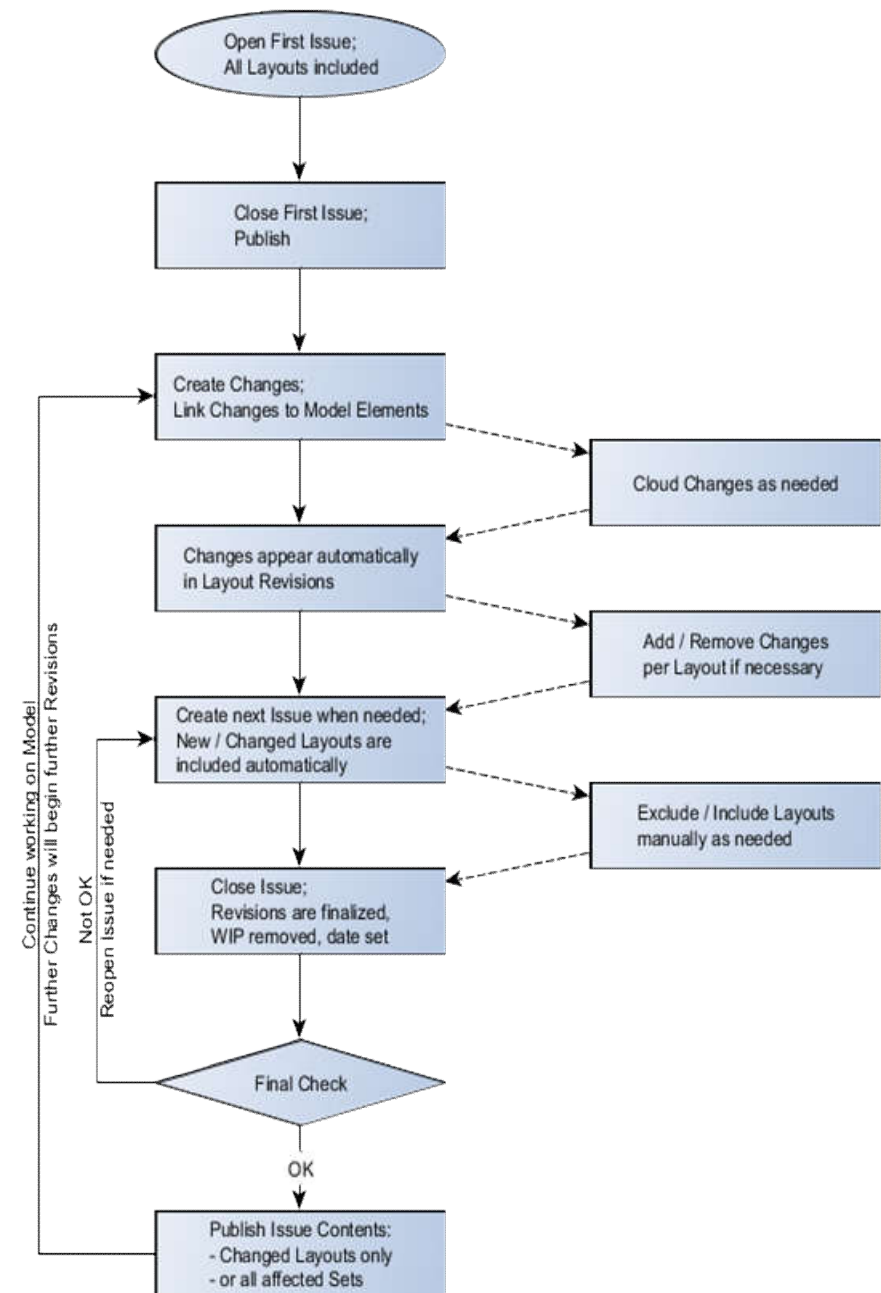 Open First Issue;
All Layouts included
Close First Issue;
Publish
Create Changes;
Link Changes to Model Elements
Cloud Changes as needed
Changes appear automatically
in Layout Revisions
Add / Remove Changes
per Layout if necessary
Create next Issue when needed;
New / Changed Layouts are
included automatically
Exclude / Include Layouts
manually as needed
Close Issue;
Revisions are finalized,
WIP removed, date set
Final Check
Not OK
Reopen Issue if needed
OK
Publish Issue Contents:
- Changed Layouts only
- or all affected Sets
Continue working on Model
Further Changes will begin further Revisions